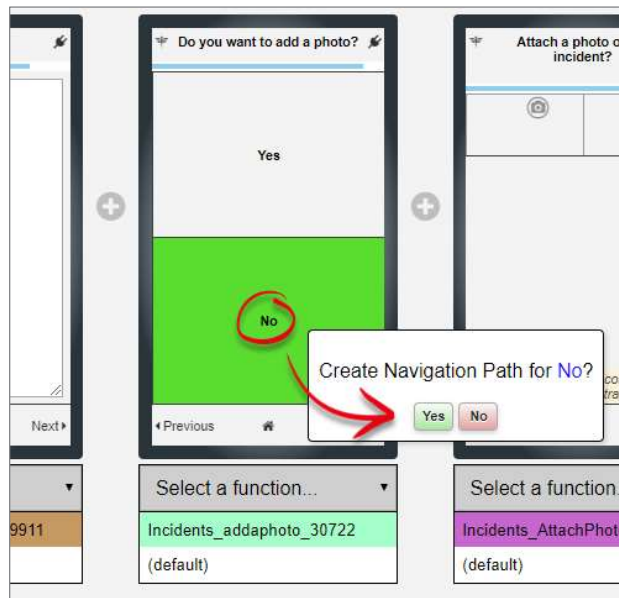 Do you want to add a photo?
Attach a photo o
incident?
Yes
No
Create Navigation Path for No?
Yes
No
Next
Previous
Select a function...
Select a function.
9911
Incidents_addaphoto_30722
Incidents_AttachPhot
(default)
(default)